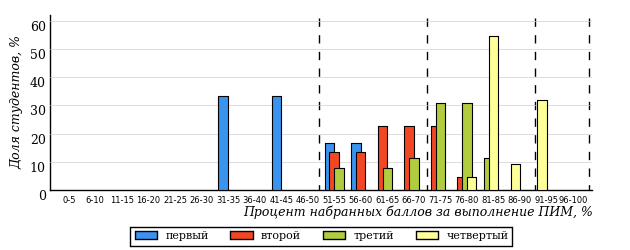 Доля студентов, %
60
50
40
30
20
10
0
0-5 6-10 11-15 16-20 21-25 26-30 31-35 36-40 41-45 46-50 51-55 56-60 61-65 66-70 71-75 76-80 81-85 86-90 91-95 96-100
Процент набранных баллов за выполнение ПИМ, %
первый второй третий четвертый